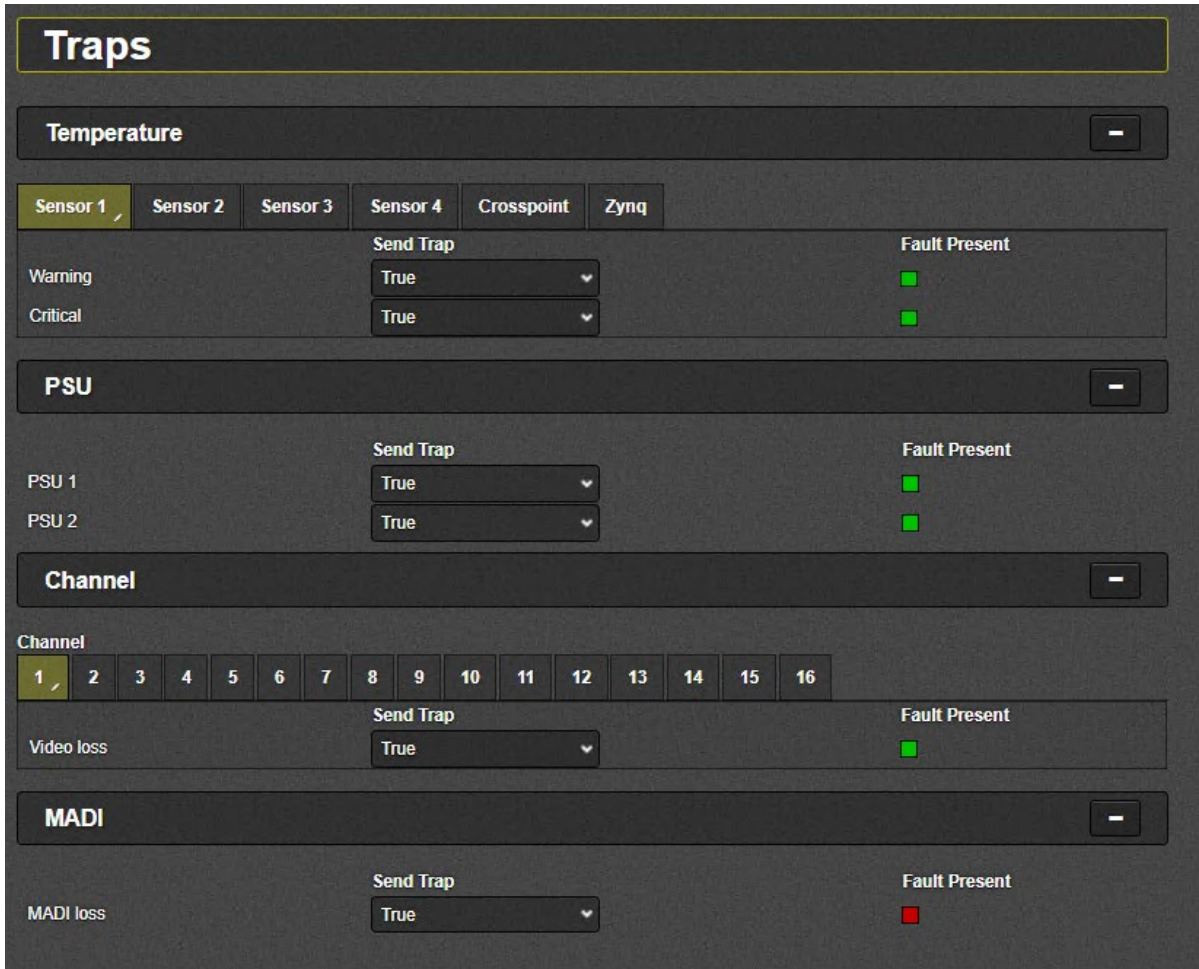 Traps
Temperature
Sensor 1 Sensor 2 Sensor 3 Sensor 4 Crosspoint Zynq
Send Trap Fault Present
Warning True
Critical True
PSU
Send Trap Fault Present
PSU 1 True
PSU 2 True
Channel
Channel
1 2 3 4 5 6 7 8 9 10 11 12 13 14 15 16
Send Trap Fault Present
Video loss True
MADI
Send Trap Fault Present
MADI loss True